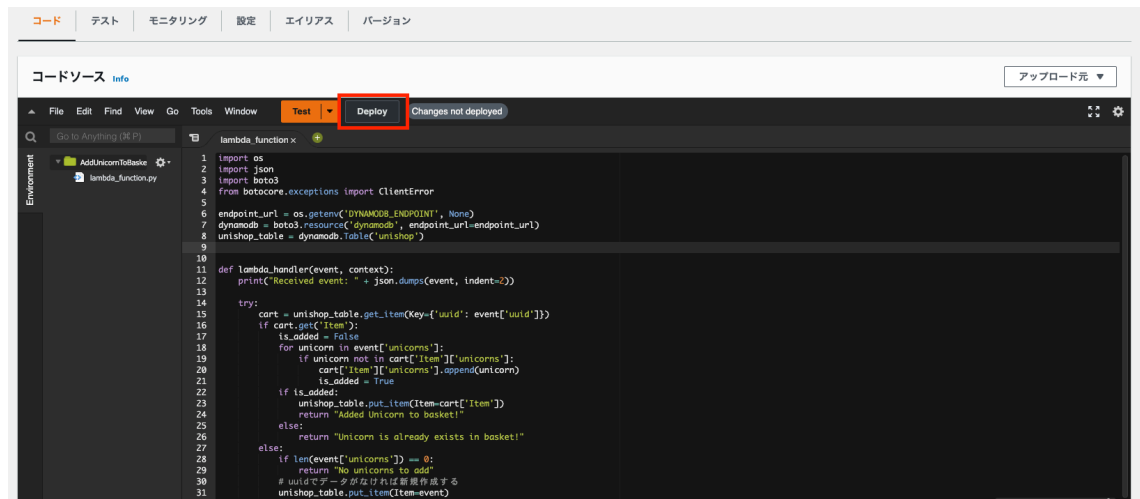 コード テスト モニタリング 設定 エイリアス バージョン
コードソース Info
アップロード元 ▼
File Edit Find View Go Tools Window Test Deploy Changes not deployed
Go to Anything (⌘ P)
lambda_function ×
Environment
AddUnicornToBaske
lambda_function.py
1 import os
2 import json
3 import boto3
4 from botocore.exceptions import ClientError
5
6 endpoint_url = os.getenv('DYNAMODB_ENDPOINT', None)
7 dynamodb = boto3.resource('dynamodb', endpoint_url=endpoint_url)
8 unishop_table = dynamodb.Table('unishop')
9
10
11 def lambda_handler(event, context):
12     print("Received event: " + json.dumps(event, indent=2))
13
14     try:
15         cart = unishop_table.get_item(Key={'uuid': event['uuid']})
16         if cart.get('Item'):
17             is_added = False
18             for unicorn in event['unicorns']:
19                 if unicorn not in cart['Item']['unicorns']:
20                     cart['Item']['unicorns'].append(unicorn)
21                     is_added = True
22             if is_added:
23                 unishop_table.put_item(Item=cart['Item'])
24                 return "Added Unicorn to basket!"
25             else:
26                 return "Unicorn is already exists in basket!"
27         else:
28             if len(event['unicorns']) == 0:
29                 return "No unicorns to add"
30             # uuidでデータがなければ新規作成する
31             unishop_table.put_item(Item=event)